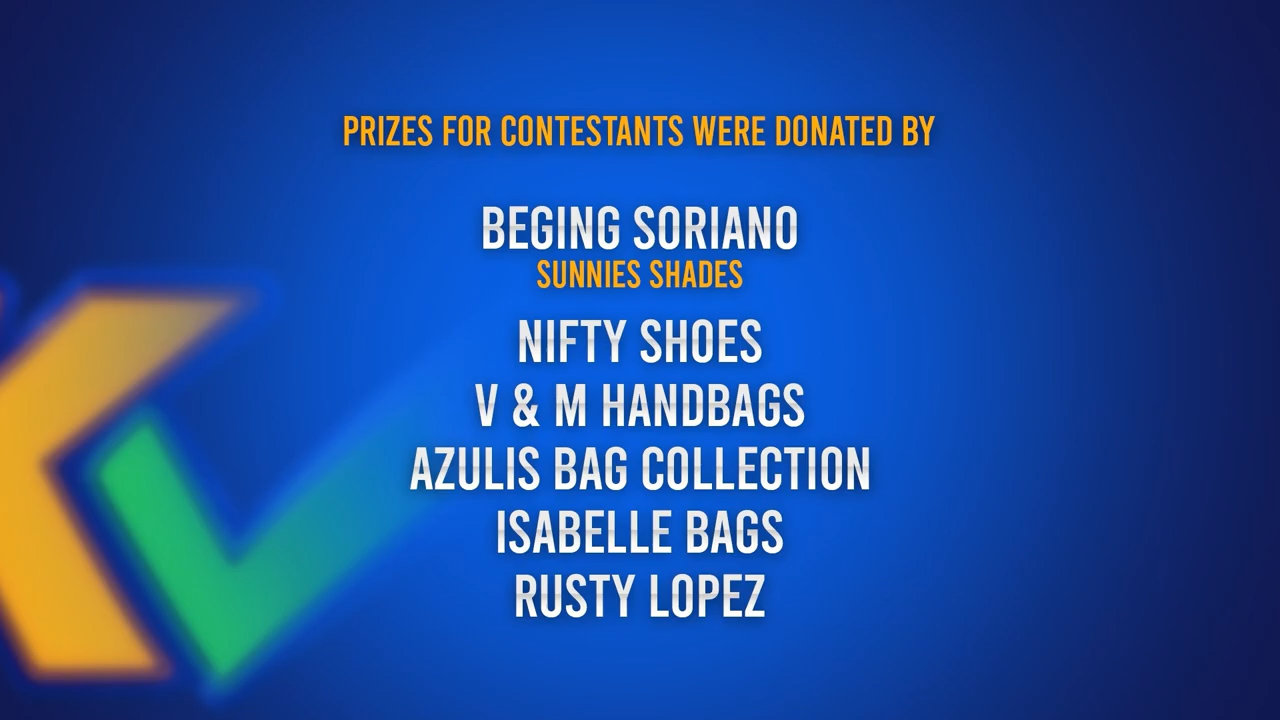 PRIZES FOR CONTESTANTS WERE DONATED BY
BEGING SORIANO
SUNNIES SHADES
NIFTY SHOES
V & M HANDBAGS
AZULIS BAG COLLECTION
ISABELLE BAGS
RUSTY LOPEZ